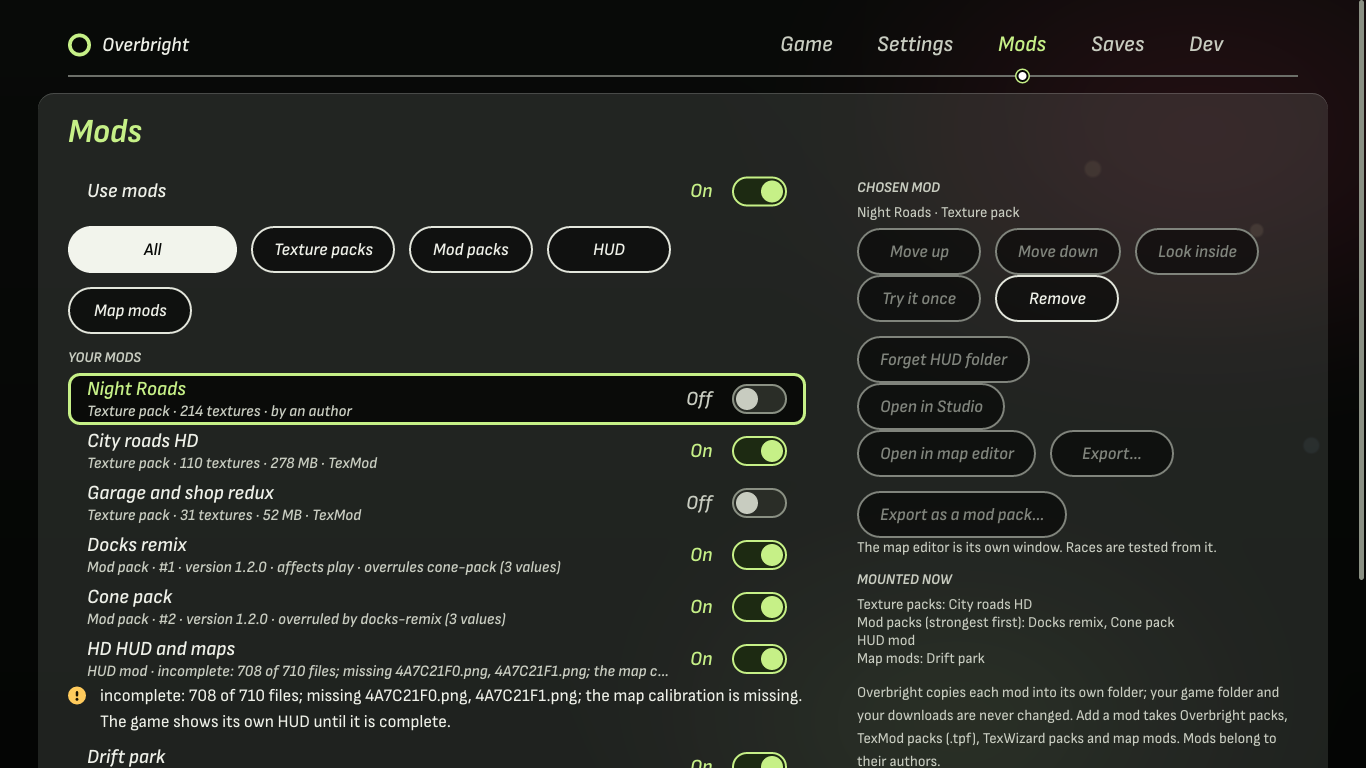 Overbright
Game Settings Mods Saves Dev
Mods
Use mods On
All Texture packs Mod packs HUD
Map mods
YOUR MODS
Night Roads
Texture pack · 214 textures · by an author
Off
City roads HD
Texture pack · 110 textures · 278 MB · TexMod
On
Garage and shop redux
Texture pack · 31 textures · 52 MB · TexMod
Off
Docks remix
Mod pack · #1 · version 1.2.0 · affects play · overrules cone-pack (3 values)
On
Cone pack
Mod pack · #2 · version 1.2.0 · overruled by docks-remix (3 values)
On
HD HUD and maps
HUD mod · incomplete: 708 of 710 files; missing 4A7C21F0.png, 4A7C21F1.png; the map c...
On
incomplete: 708 of 710 files; missing 4A7C21F0.png, 4A7C21F1.png; the map calibration is missing.
The game shows its own HUD until it is complete.
Drift park
On
CHOSEN MOD
Night Roads · Texture pack
Move up Move down Look inside
Try it once Remove
Forget HUD folder
Open in Studio
Open in map editor Export...
Export as a mod pack...
The map editor is its own window. Races are tested from it.
MOUNTED NOW
Texture packs: City roads HD
Mod packs (strongest first): Docks remix, Cone pack
HUD mod
Map mods: Drift park
Overbright copies each mod into its own folder; your game folder and
your downloads are never changed. Add a mod takes Overbright packs,
TexMod packs (.tpf), TexWizard packs and map mods. Mods belong to
their authors.